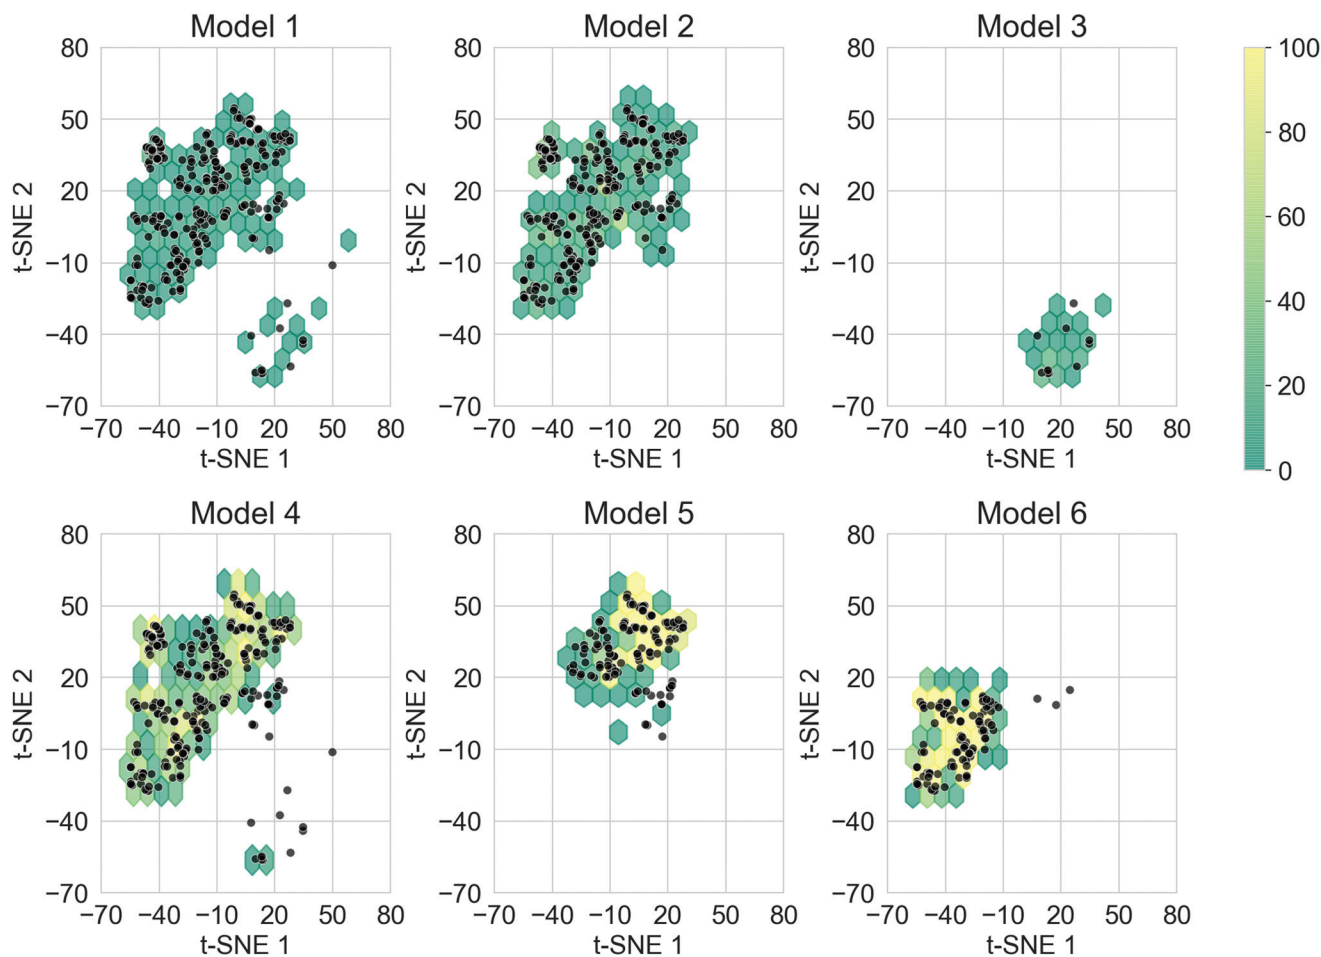 Model 1 Model 2 Model 3
80 80 80 100
50 50 50 80
20 20 20 60
−10 −10 −10 40
−40 −40 −40 20
−70 −70 −70 0
t-SNE 2 t-SNE 2 t-SNE 2
−70 −40 −10 20 50 80 −70 −40 −10 20 50 80 −70 −40 −10 20 50 80
t-SNE 1 t-SNE 1 t-SNE 1
Model 4 Model 5 Model 6
80 80 80
50 50 50
20 20 20
−10 −10 −10
−40 −40 −40
−70 −70 −70
t-SNE 2 t-SNE 2 t-SNE 2
−70 −40 −10 20 50 80 −70 −40 −10 20 50 80 −70 −40 −10 20 50 80
t-SNE 1 t-SNE 1 t-SNE 1